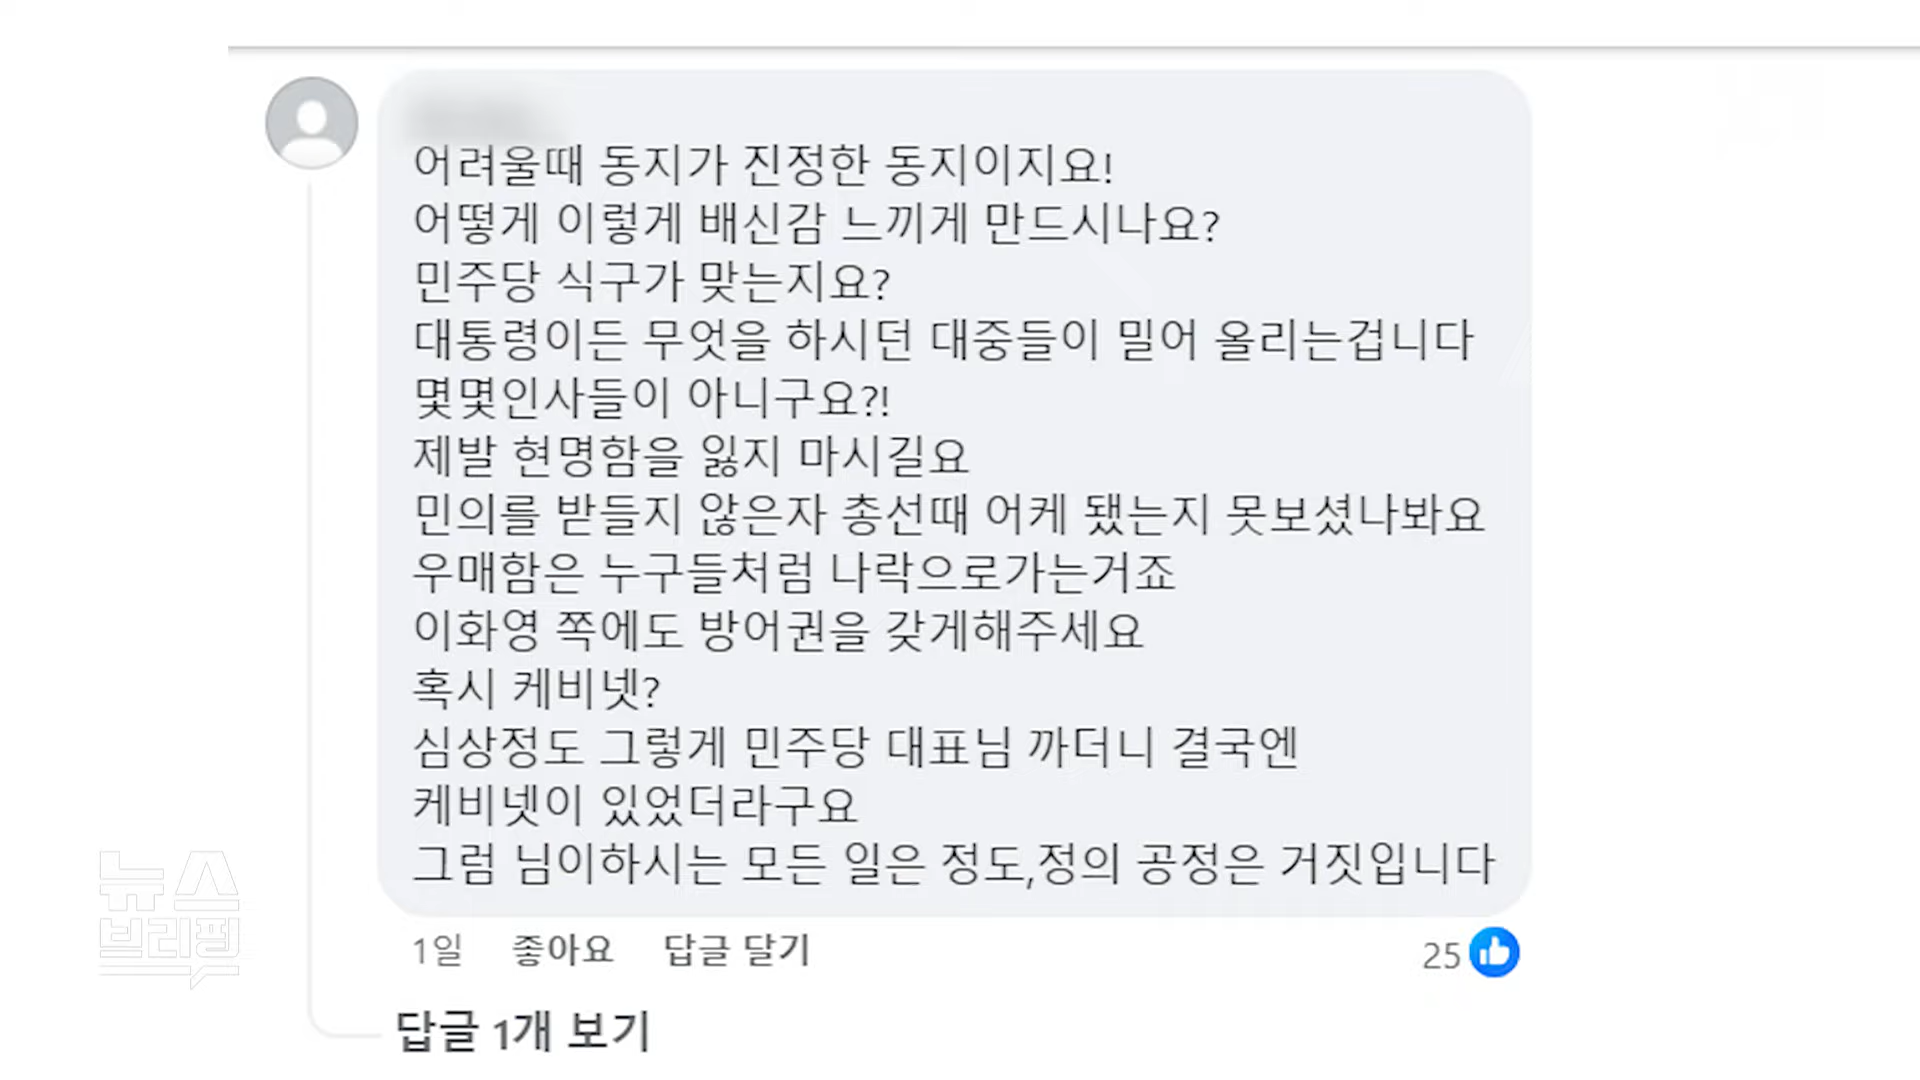 어려울때 동지가 진정한 동지이지요!
어떻게 이렇게 배신감 느끼게 만드시나요?
민주당 식구가 맞는지요?
대통령이든 무엇을 하시던 대중들이 밀어 올리는겁니다
몇몇인사들이 아니구요?!
제발 현명함을 잃지 마시길요
민의를 받들지 않은자 총선때 어케 됐는지 못보셨나봐요
우매함은 누구들처럼 나락으로가는거죠
이화영 쪽에도 방어권을 갖게해주세요
혹시 케비넷?
심상정도 그렇게 민주당 대표님 까더니 결국엔
케비넷이 있었더라구요
그럼 님이하시는 모든 일은 정도,정의 공정은 거짓입니다
1일 좋아요 답글 달기 25
답글 1개 보기
뉴스
브리핑